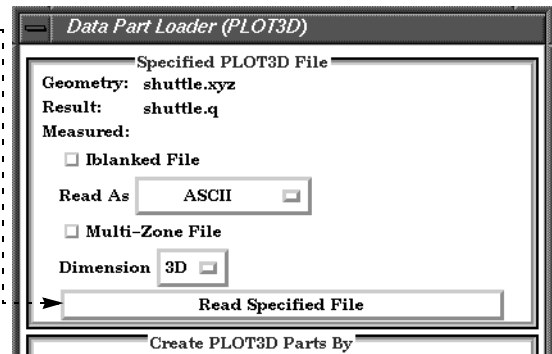 Data Part Loader (PLOT3D)
Specified PLOT3D File
Geometry: shuttle.xyz
Result: shuttle.q
Measured:
Iblanked File
Read As ASCII
Multi-Zone File
Dimension 3D
Read Specified File
Create PLOT3D Parts By